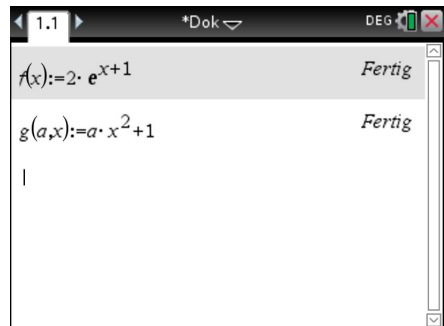 1.1 *Dok DEG
f(x):=2· e^x+1 Fertig
g(a,x):=a· x^2+1 Fertig